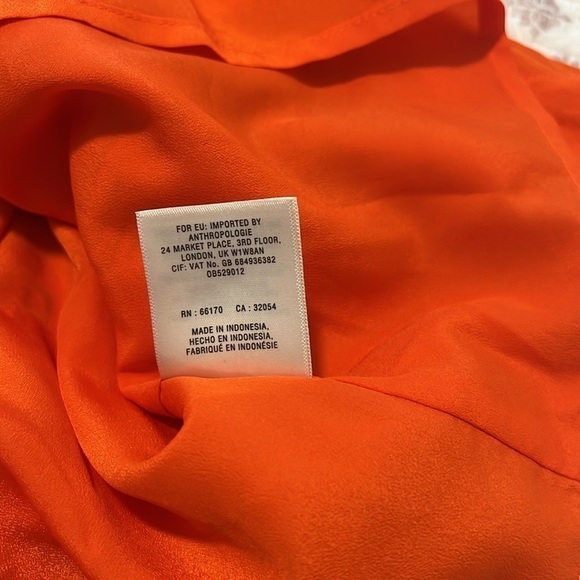 FOR EU: IMPORTED BY
ANTHROPOLOGIE
24 MARKET PLACE, 3RD FLOOR,
LONDON, UK W1W8AN
CIF: VAT No. GB 684936382
OB529012
RN : 66170 CA : 32054
MADE IN INDONESIA,
HECHO EN INDONESIA,
FABRIQUÉ EN INDONÉSIE